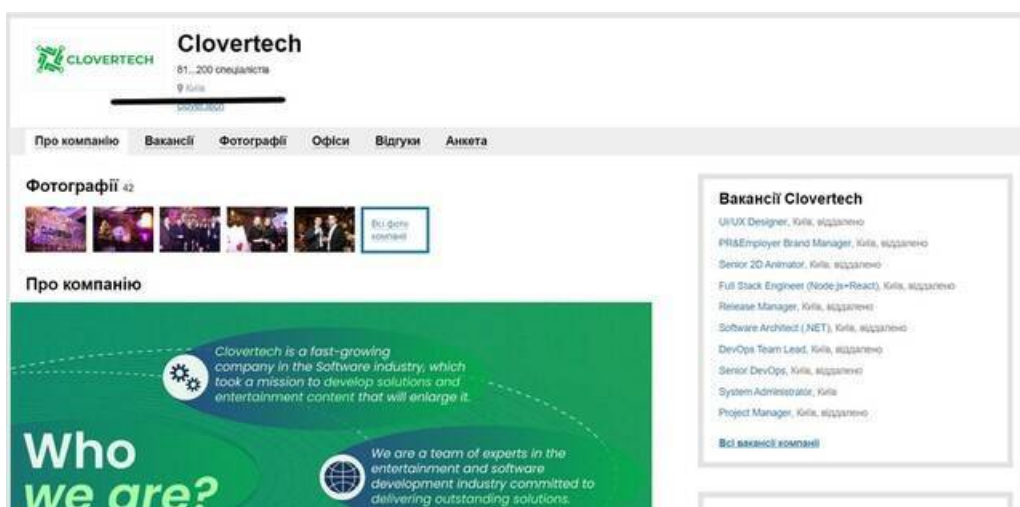 CLOVERTECH
Clovertech
81...200 спеціалістів
Київ
Про компанію Вакансії Фотографії Офіси Відгуки Анкета
Фотографії 42
Всі фото
компанії
Про компанію
Clovertech is a fast-growing
company in the Software industry, which
took a mission to develop solutions and
entertainment content that will enlarge it.
Who
we are?
We are a team of experts in the
entertainment and software
development industry committed to
delivering outstanding solutions.
Вакансії Clovertech
UI/UX Designer, Київ, віддалено
PR&Employer Brand Manager, Київ, віддалено
Senior 2D Animator, Київ, віддалено
Full Stack Engineer (Node.js+React), Київ, віддалено
Release Manager, Київ, віддалено
Software Architect (.NET), Київ, віддалено
DevOps Team Lead, Київ, віддалено
Senior DevOps, Київ, віддалено
System Administrator, Київ
Project Manager, Київ, віддалено
Всі вакансії компанії